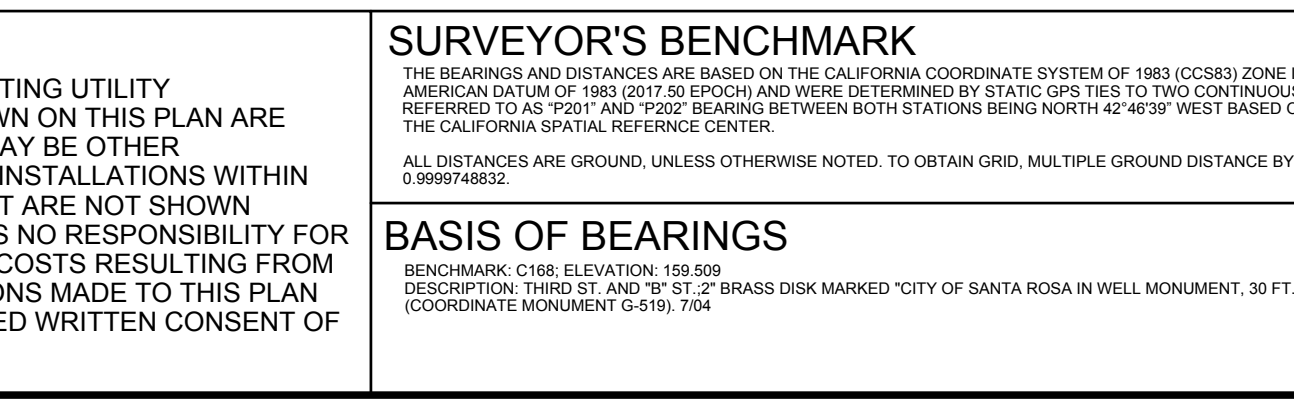 TING UTILITY
WN ON THIS PLAN ARE
AY BE OTHER
INSTALLATIONS WITHIN
T ARE NOT SHOWN
S NO RESPONSIBILITY FOR
COSTS RESULTING FROM
ONS MADE TO THIS PLAN
ED WRITTEN CONSENT OF
SURVEYOR'S BENCHMARK
THE BEARINGS AND DISTANCES ARE BASED ON THE CALIFORNIA COORDINATE SYSTEM OF 1983 (CCS83) ZONE
AMERICAN DATUM OF 1983 (2017.50 EPOCH) AND WERE DETERMINED BY STATIC GPS TIES TO TWO CONTINUOUS
REFERRED TO AS “P201” AND “P202” BEARING BETWEEN BOTH STATIONS BEING NORTH 42°46'39” WEST BASED
THE CALIFORNIA SPATIAL REFERNCE CENTER.
ALL DISTANCES ARE GROUND, UNLESS OTHERWISE NOTED. TO OBTAIN GRID, MULTIPLE GROUND DISTANCE BY
0.9999748832.
BASIS OF BEARINGS
BENCHMARK: C168; ELEVATION: 159.509
DESCRIPTION: THIRD ST. AND "B" ST.;2" BRASS DISK MARKED "CITY OF SANTA ROSA IN WELL MONUMENT, 30 FT.
(COORDINATE MONUMENT G-519). 7/04